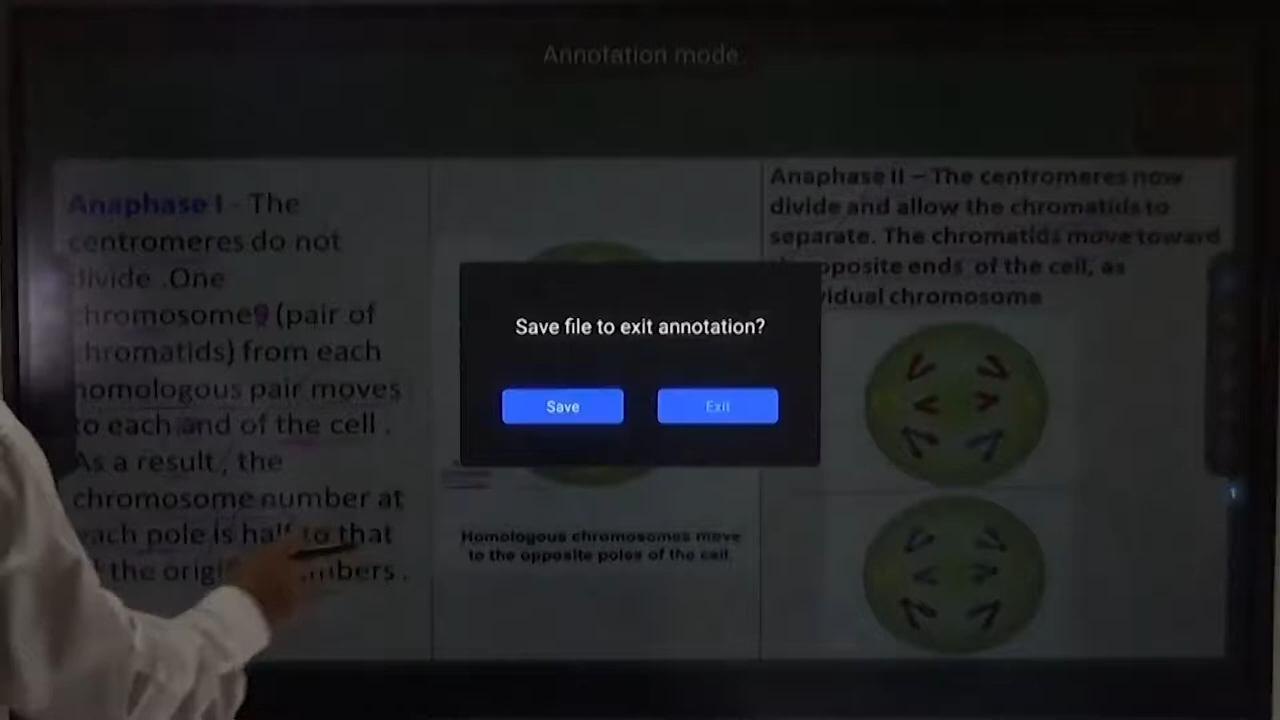 Annotation mode.
Anaphase I - The
centromeres do not
divide .One
chromosome9 (pair of
chromatids) from each
homologous pair moves
to each and of the cell .
As a result, the
chromosome number at
each pole is half to that
the
Save file to exit annotation?
Save
Exit
Homologous chromosomes move
to the opposite poles of the cell.
Anaphase II – The centromeres now
divide and allow the chromatids to
separate. The chromatids move toward
opposite ends of the cell, as
chromosome